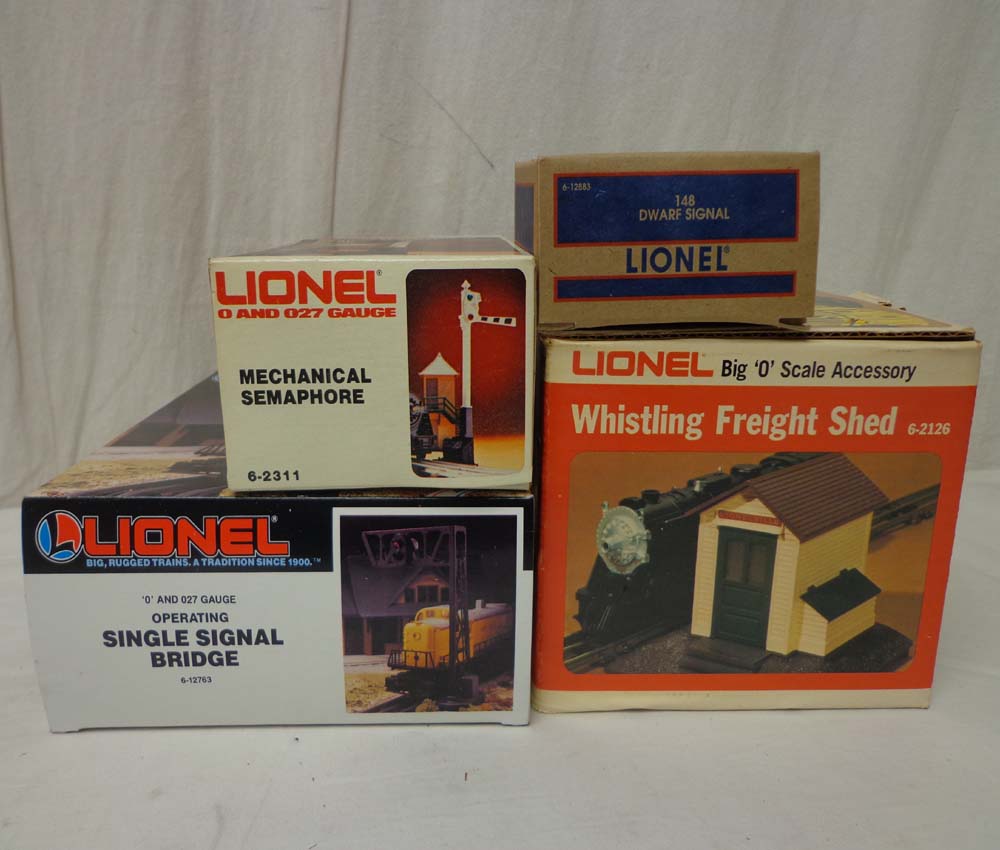 6-12883
148
DWARF SIGNAL
LIONEL®
LIONEL®
O AND 027 GAUGE
MECHANICAL
SEMAPHORE
6-2311
LIONEL Big 'O' Scale Accessory
Whistling Freight Shed 6-2126
LIONEL®
BIG, RUGGED TRAINS. A TRADITION SINCE 1900.™
'O' AND 027 GAUGE
OPERATING
SINGLE SIGNAL
BRIDGE
6-12763